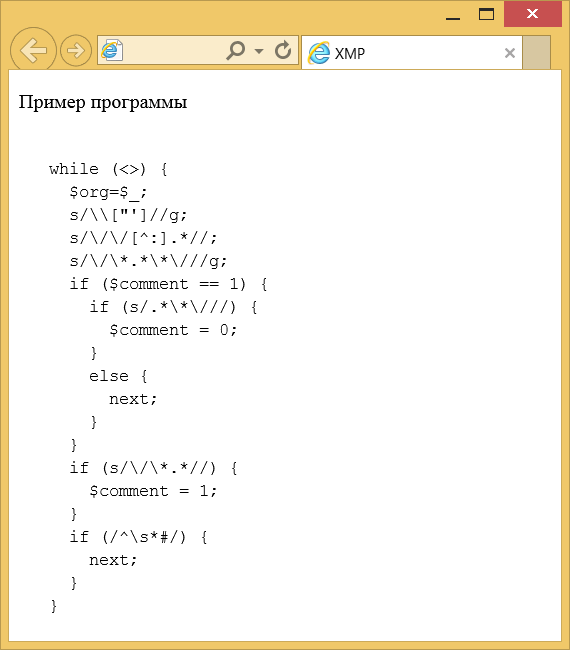 XMP
Пример программы
while (<>) {
  $org=$_;
  s/\\["']//g;
  s/\/\/[^:].*//;
  s/\/\*.*\*\///g;
  if ($comment == 1) {
    if (s/.*\*\///) {
      $comment = 0;
    }
    else {
      next;
    }
  }
  if (s/\/\*.*//) {
    $comment = 1;
  }
  if (/^\s*#/) {
    next;
  }
}